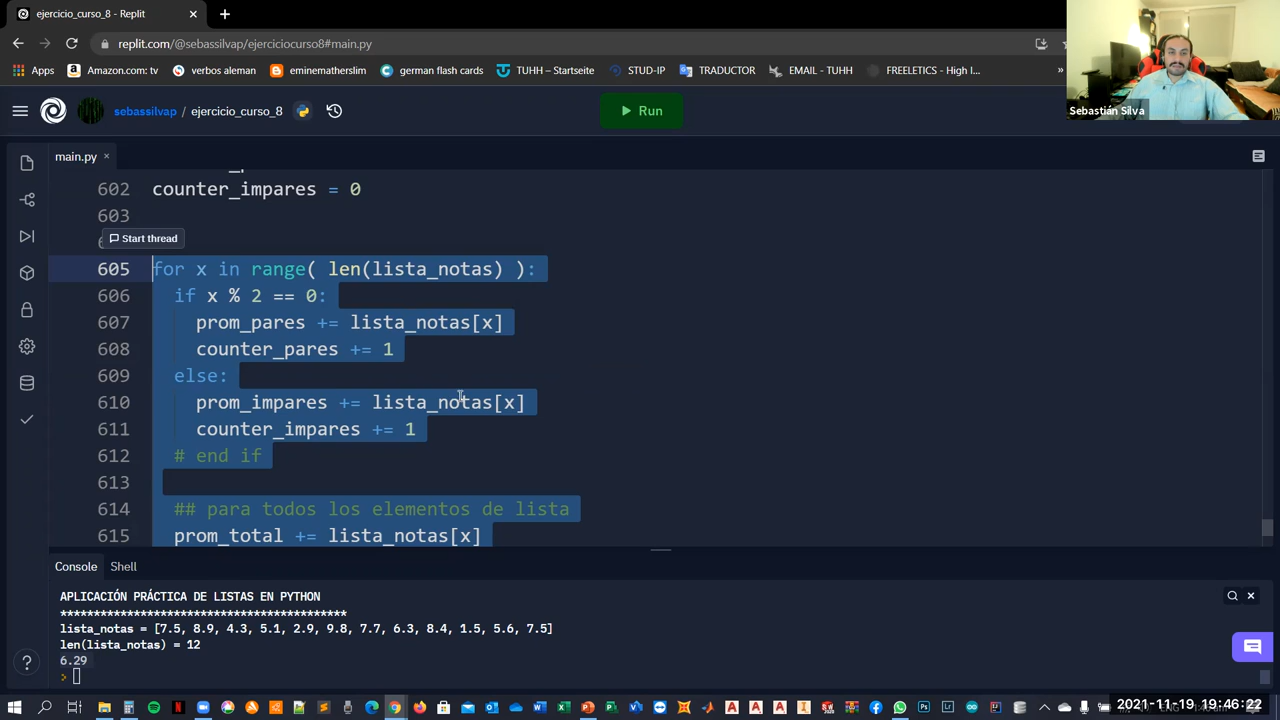 ejercicio_curso_8 - Replit
replit.com/@sebassilvap/ejerciciocurso8#main.py
Apps
Amazon.com: tv
verbos aleman
eminematherslim
german flash
TUHH – Startseite
STUD-IP
TRADUCTOR
EMAIL - TUHH
FREELETICS - High I...
»
Sebastián Silva
sebassilvap / ejercicio_curso_8
Run
main.py
602 counter_impares = 0
603
Start thread
605 for x in range( len(lista_notas) ):
606 if x % 2 == 0:
607 prom_pares += lista_notas[x]
608 counter_pares += 1
609 else:
610 prom_impares += lista_notas[x]
611 counter_impares += 1
612 # end if
613
614 ## para todos los elementos de lista
615 prom_total += lista_notas[x]
Console
Shell
APLICACIÓN PRÁCTICA DE LISTAS EN PYTHON
*****************************************
lista_notas = [7.5, 8.9, 4.3, 5.1, 2.9, 9.8, 7.7, 6.3, 8.4, 1.5, 5.6, 7.5]
len(lista_notas) = 12
6.29
>
2021-11-19 19:46:22